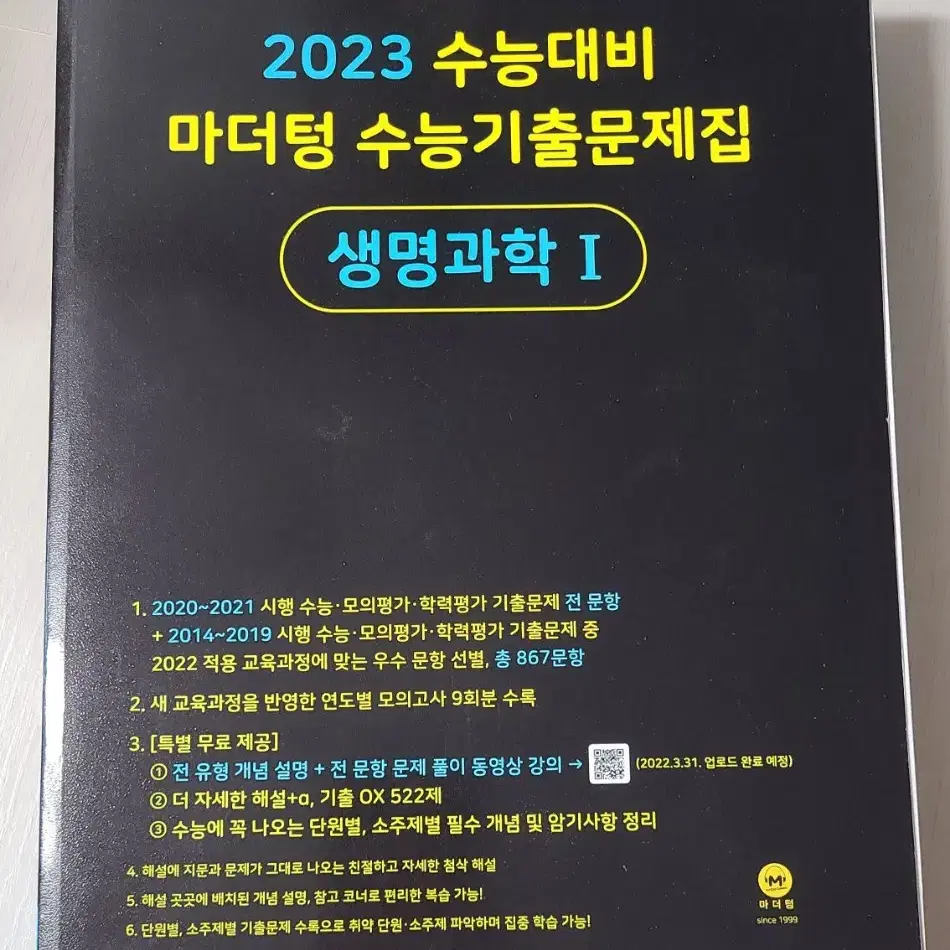 2023 수능대비
마더텅 수능기출문제집
생명과학 Ⅰ
1. 2020~2021 시행 수능·모의평가·학력평가 기출문제 전 문항
+ 2014~2019 시행 수능·모의평가·학력평가 기출문제 중
2022 적용 교육과정에 맞는 우수 문항 선별, 총 867문항
2. 새 교육과정을 반영한 연도별 모의고사 9회분 수록
3. [특별 무료 제공]
① 전 유형 개념 설명 + 전 문항 문제 풀이 동영상 강의 → (2022.3.31. 업로드 완료 예정)
② 더 자세한 해설+α, 기출 OX 522제
③ 수능에 꼭 나오는 단원별, 소주제별 필수 개념 및 암기사항 정리
4. 해설에 지문과 문제가 그대로 나오는 친절하고 자세한 첨삭 해설
5. 해설 곳곳에 배치된 개념 설명, 참고 코너로 편리한 복습 가능!
6. 단원별, 소주제별 기출문제 수록으로 취약 단원·소주제 파악하며 집중 학습 가능!
M
마더텅
since 1999